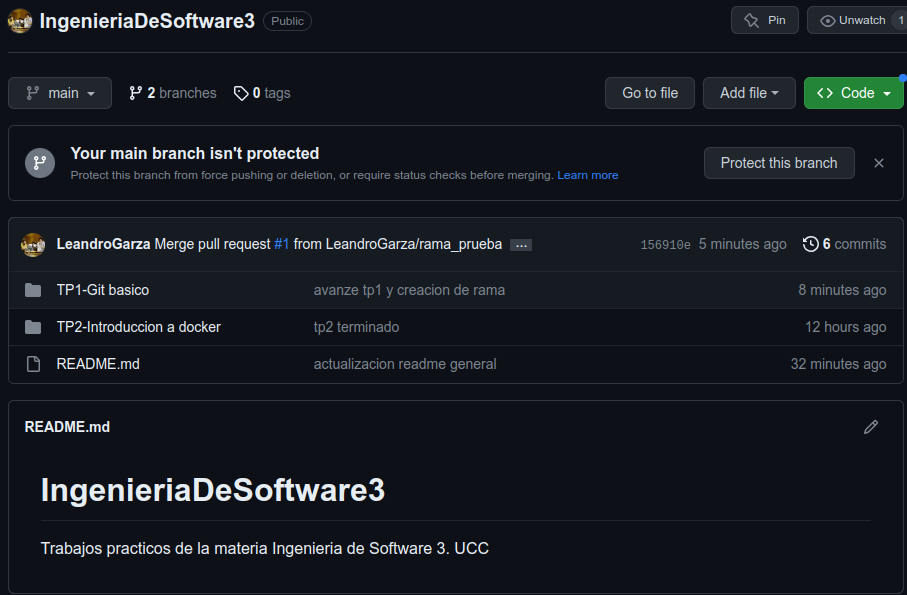 IngenieriaDeSoftware3 Public Pin Unwatch 1
main 2 branches 0 tags Go to file Add file Code
Your main branch isn't protected
Protect this branch from force pushing or deletion, or require status checks before merging. Learn more
Protect this branch
LeandroGarza Merge pull request #1 from LeandroGarza/rama_prueba ... 156910e 5 minutes ago 6 commits
TP1-Git basico avanze tp1 y creacion de rama 8 minutes ago
TP2-Introduccion a docker tp2 terminado 12 hours ago
README.md actualizacion readme general 32 minutes ago
README.md
IngenieriaDeSoftware3
Trabajos practicos de la materia Ingenieria de Software 3. UCC